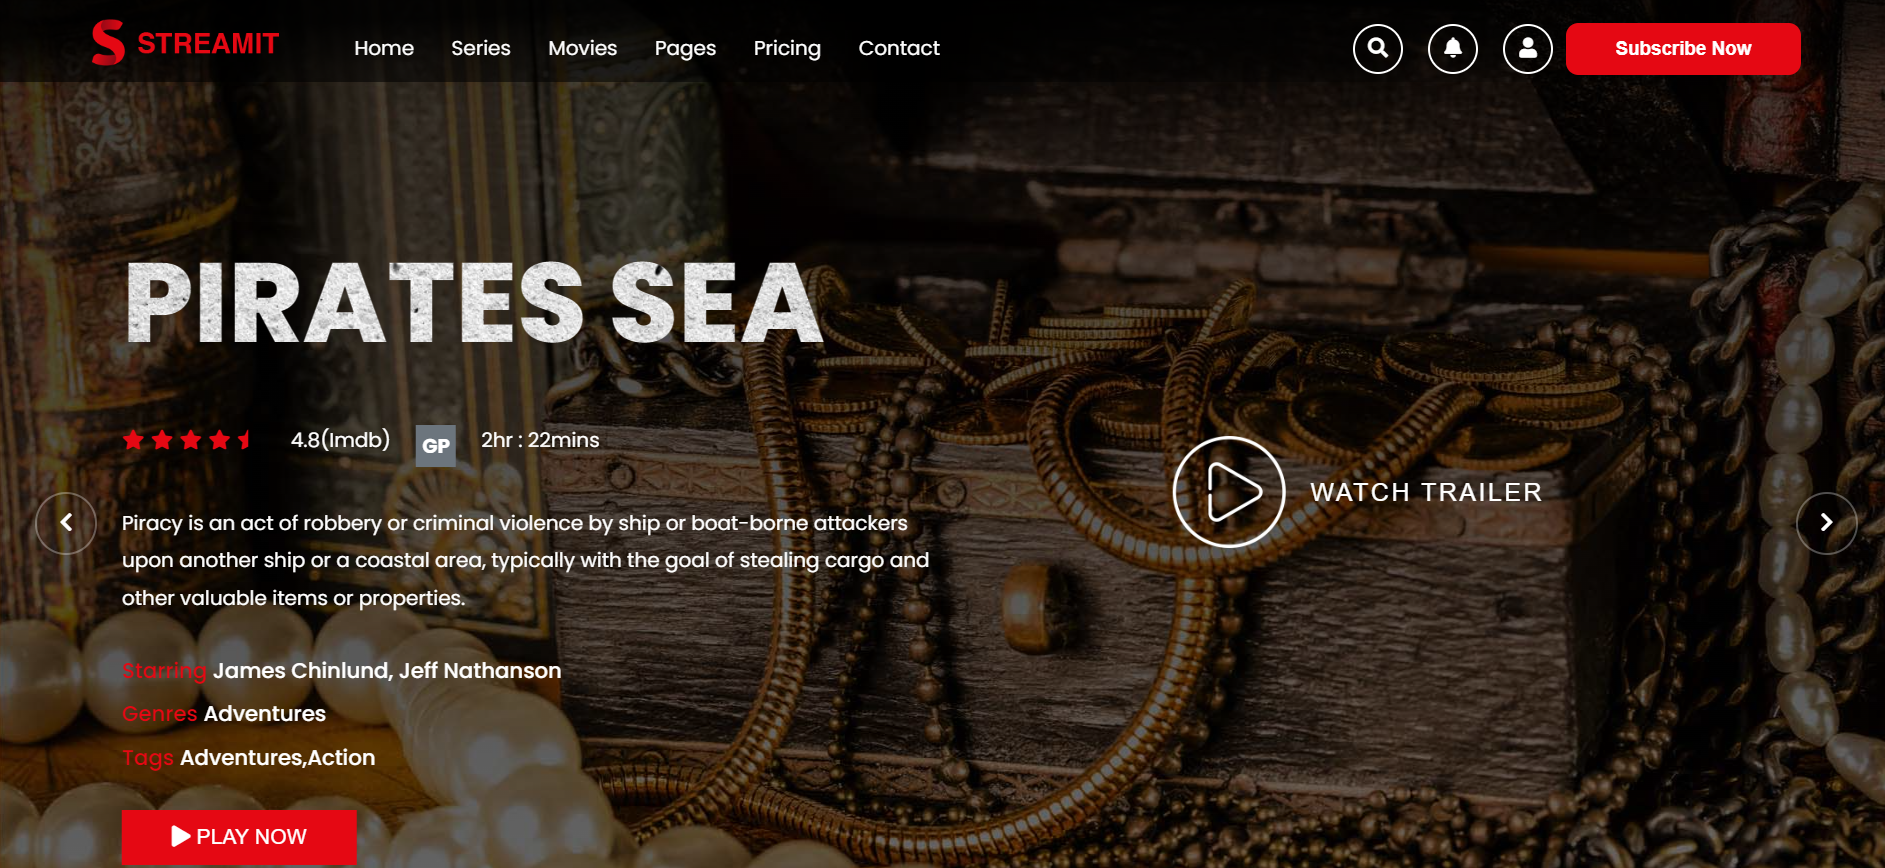 STREAMIT
Home Series Movies Pages Pricing Contact
Subscribe Now
PIRATES SEA
4.8(Imdb) GP 2hr : 22mins
Piracy is an act of robbery or criminal violence by ship or boat-borne attackers
upon another ship or a coastal area, typically with the goal of stealing cargo and
other valuable items or properties.
WATCH TRAILER
Starring James Chinlund, Jeff Nathanson
Genres Adventures
Tags Adventures,Action
PLAY NOW